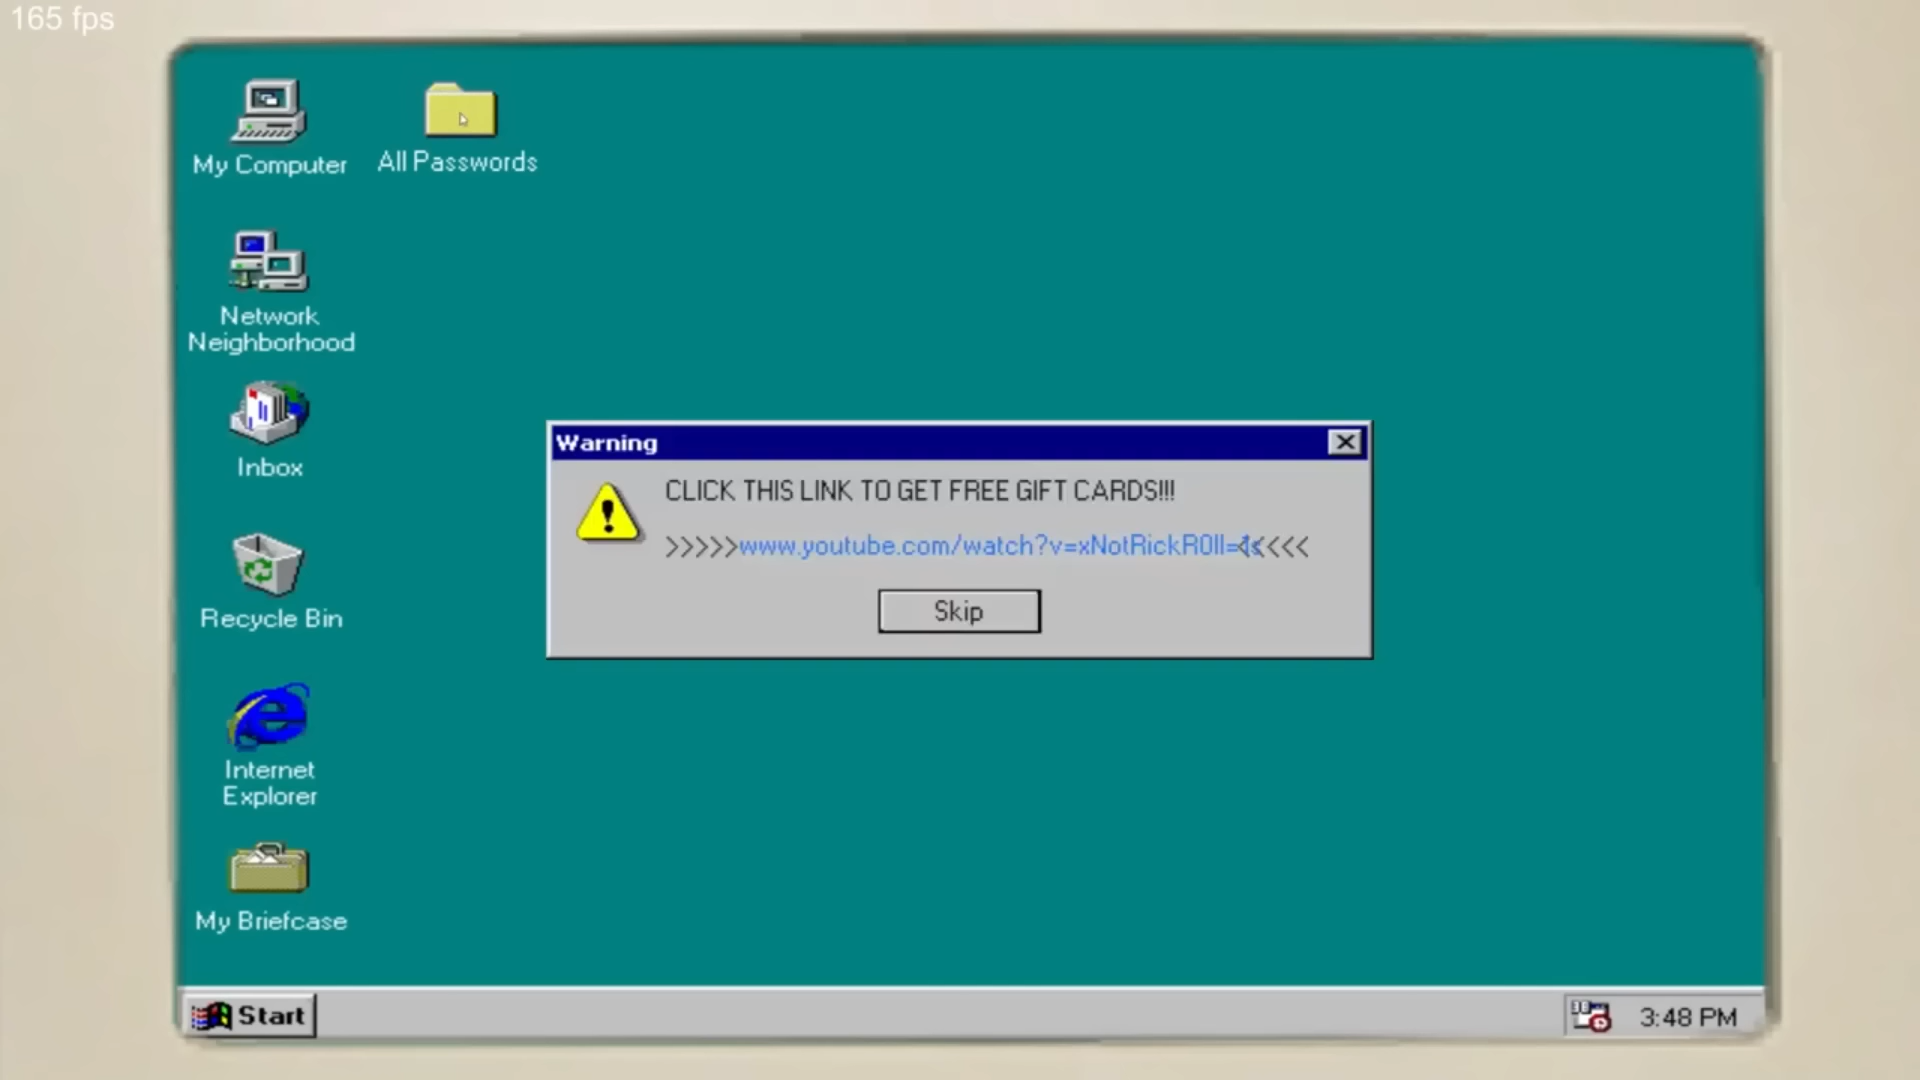 165 fps
My Computer
All Passwords
Network
Neighborhood
Inbox
Recycle Bin
Internet
Explorer
My Briefcase
Warning
CLICK THIS LINK TO GET FREE GIFT CARDS!!!
>>>>>www.youtube.com/watch?v=xNotRickR0ll=1s<<<<<
Skip
Start
3:48 PM